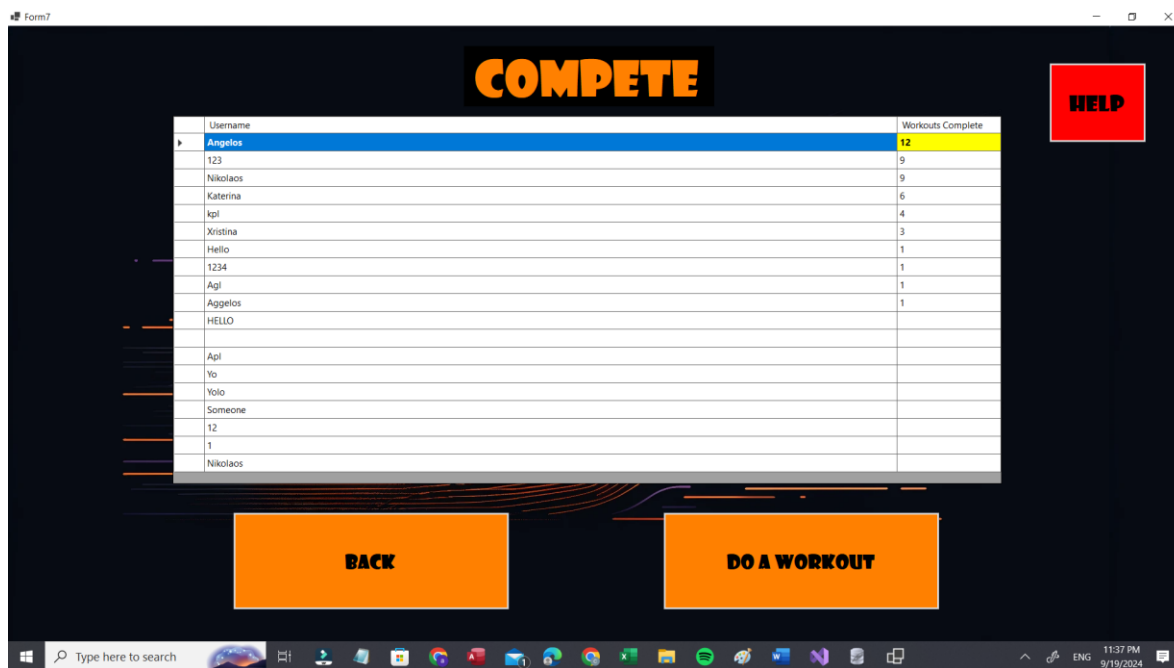 Form7
COMPETE
HELP
Username Workouts Complete
Angelos 12
123 9
Nikolaos 9
Katerina 6
kpl 4
Xristina 3
Hello 1
1234 1
Agl 1
Aggelos 1
HELLO
Apl
Yo
Yolo
Someone
12
1
Nikolaos
BACK DO A WORKOUT
Type here to search
ENG 11:37 PM
9/19/2024